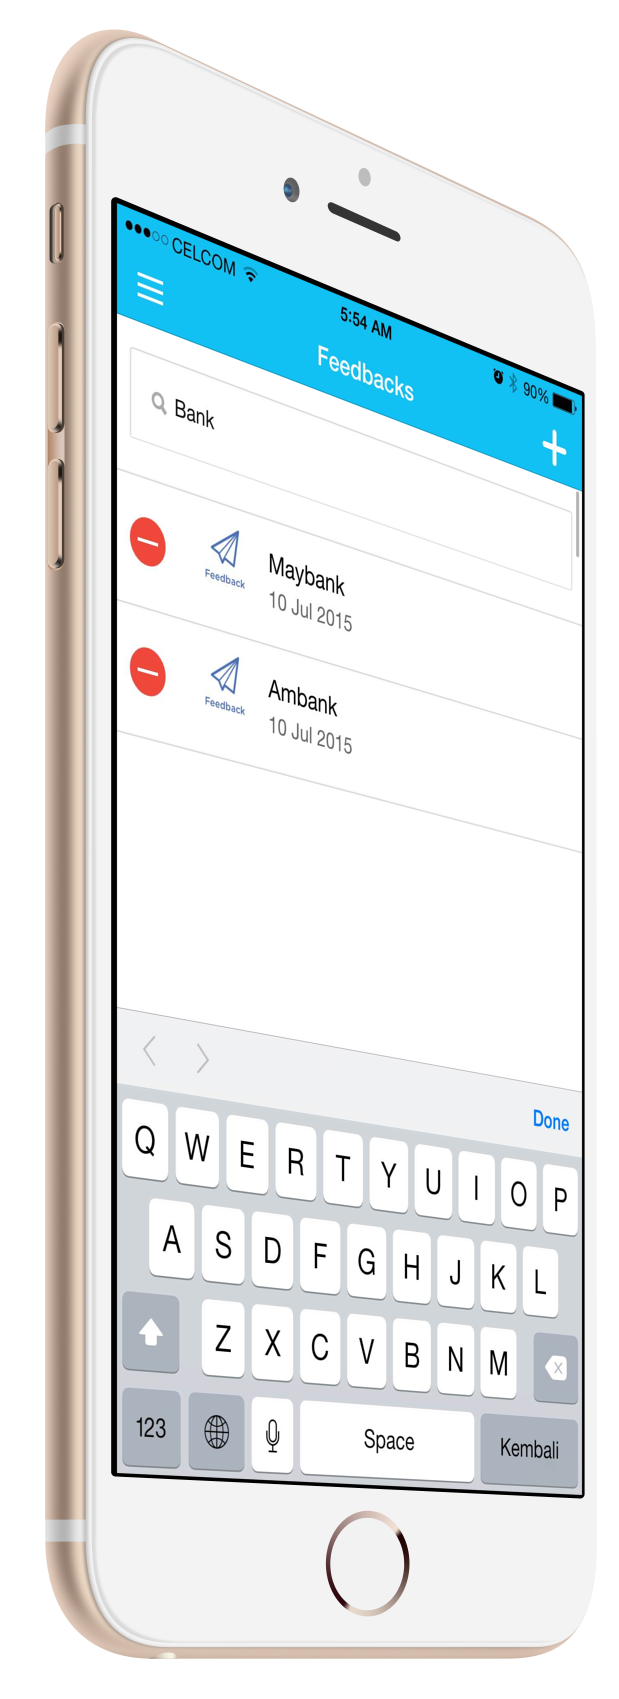 CELCOM
5:54 AM
90%
Feedbacks
Bank
Feedback
Maybank
10 Jul 2015
Feedback
Ambank
10 Jul 2015
Done
Q W E R T Y U I O P
A S D F G H J K L
Z X C V B N M
123
Space
Kembali